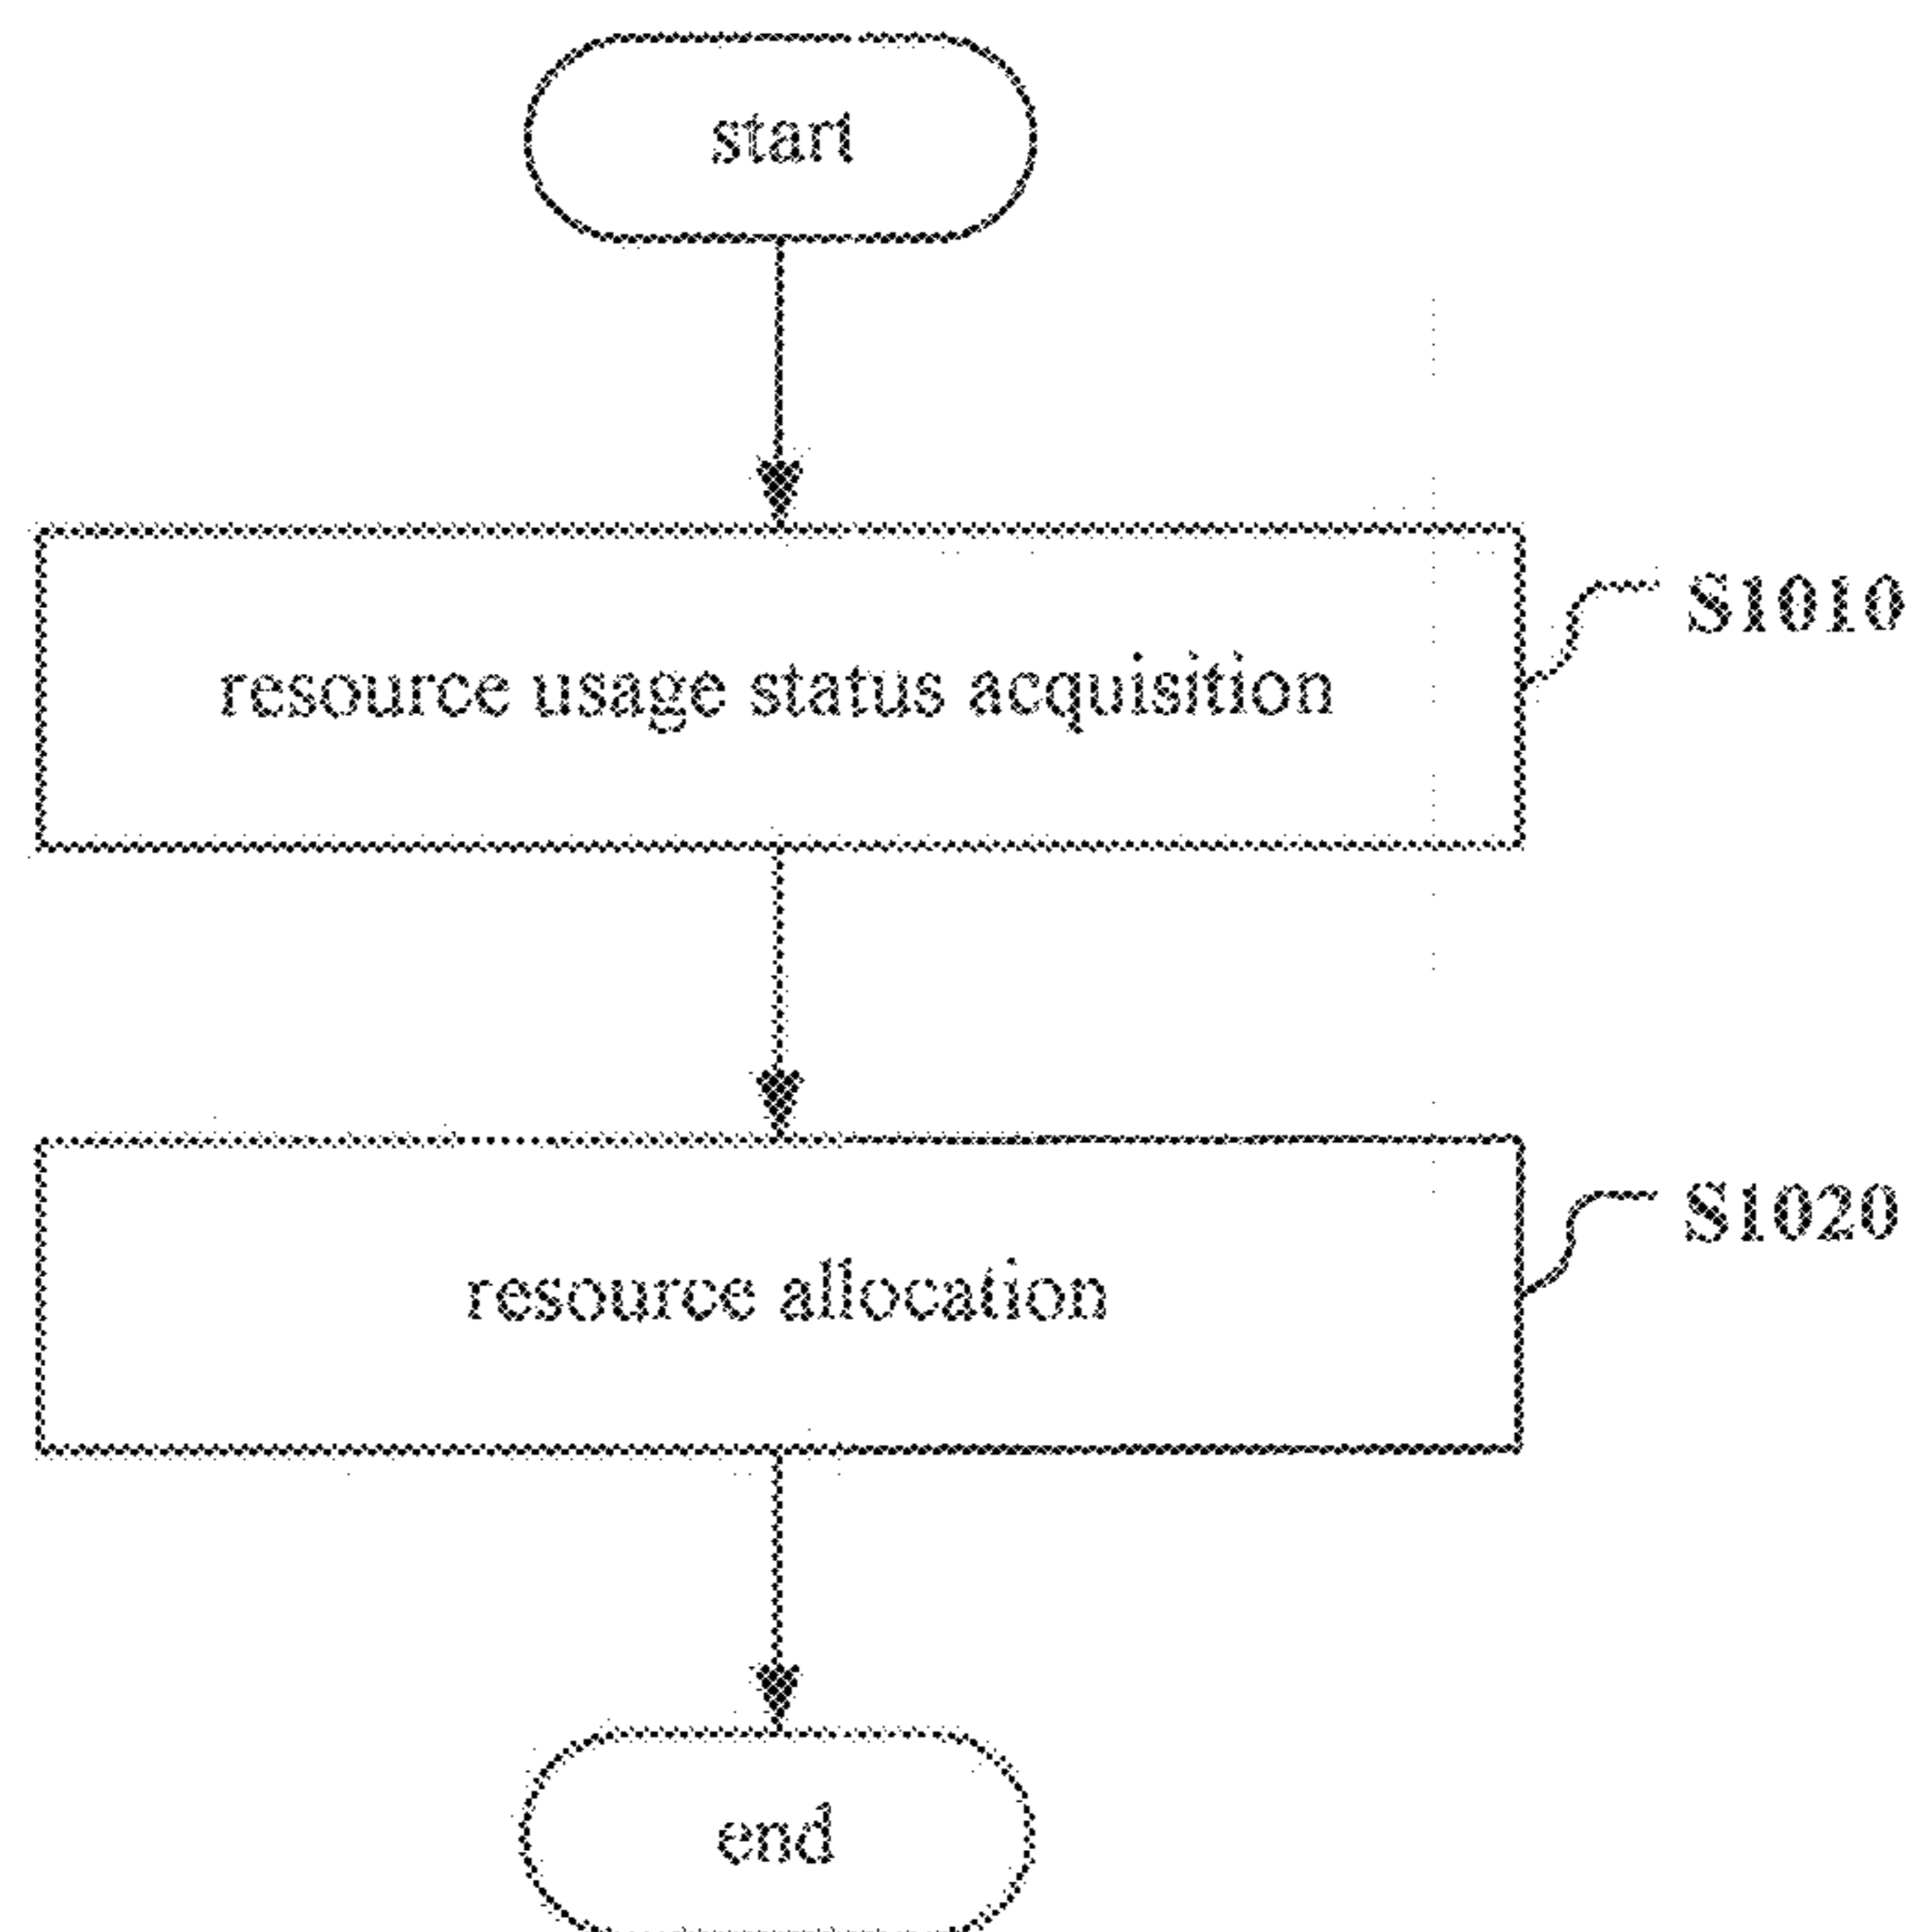 start
resource usage status acquisition
S1010
resource allocation
S1020
end